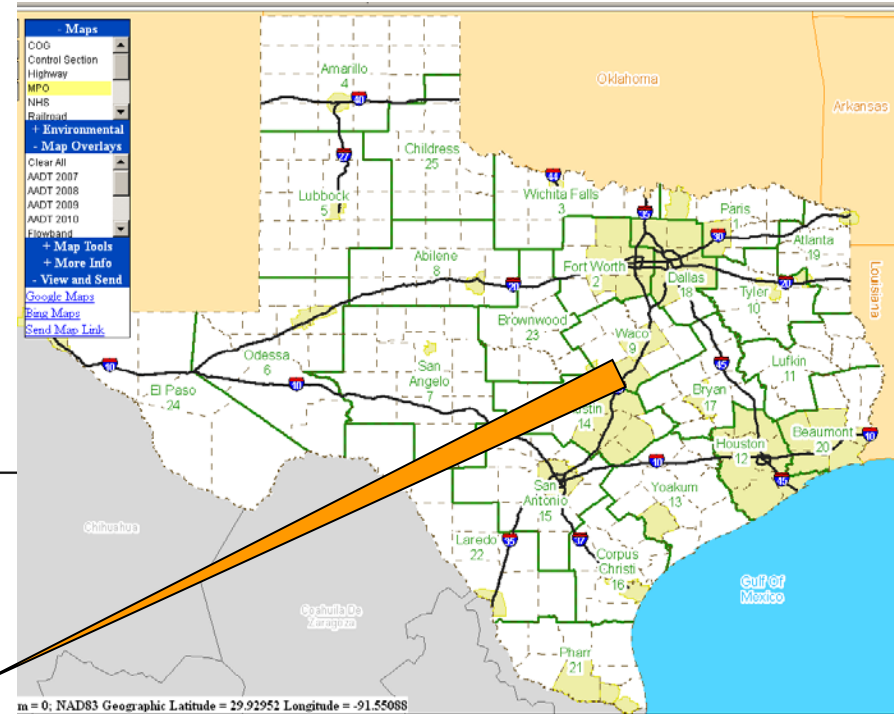 - Maps
COG
Control Section
Highway
MPO
NHS
Railroad
+ Environmental
- Map Overlays
Clear All
AADT 2007
AADT 2008
AADT 2009
AADT 2010
Flowband
+ Map Tools
+ More Info
- View and Send
Google Maps
Bing Maps
Send Map Link
Oklahoma
Arkansas
Louisiana
Amarillo
4
40
27
Childress
25
44
Lubbock
5
Wichita Falls
3
35
Paris
1
30
Atlanta
19
Abilene
8
20
Fort Worth
2
Dallas
18
Tyler
10
20
Brownwood
23
Waco
9
45
Lufkin
11
10
El Paso
24
Odessa
6
10
San
Angelo
7
Bryan
17
14
Houston
12
Beaumont
20
10
45
10
San
Antonio
15
Yoakum
13
Laredo
22
35
37
Corpus
Christi
16
Pharr
21
Chihuahua
Coahuila De
Zaragoza
Gulf Of
Mexico
m = 0; NAD83 Geographic Latitude = 29.92952 Longitude = -91.55088